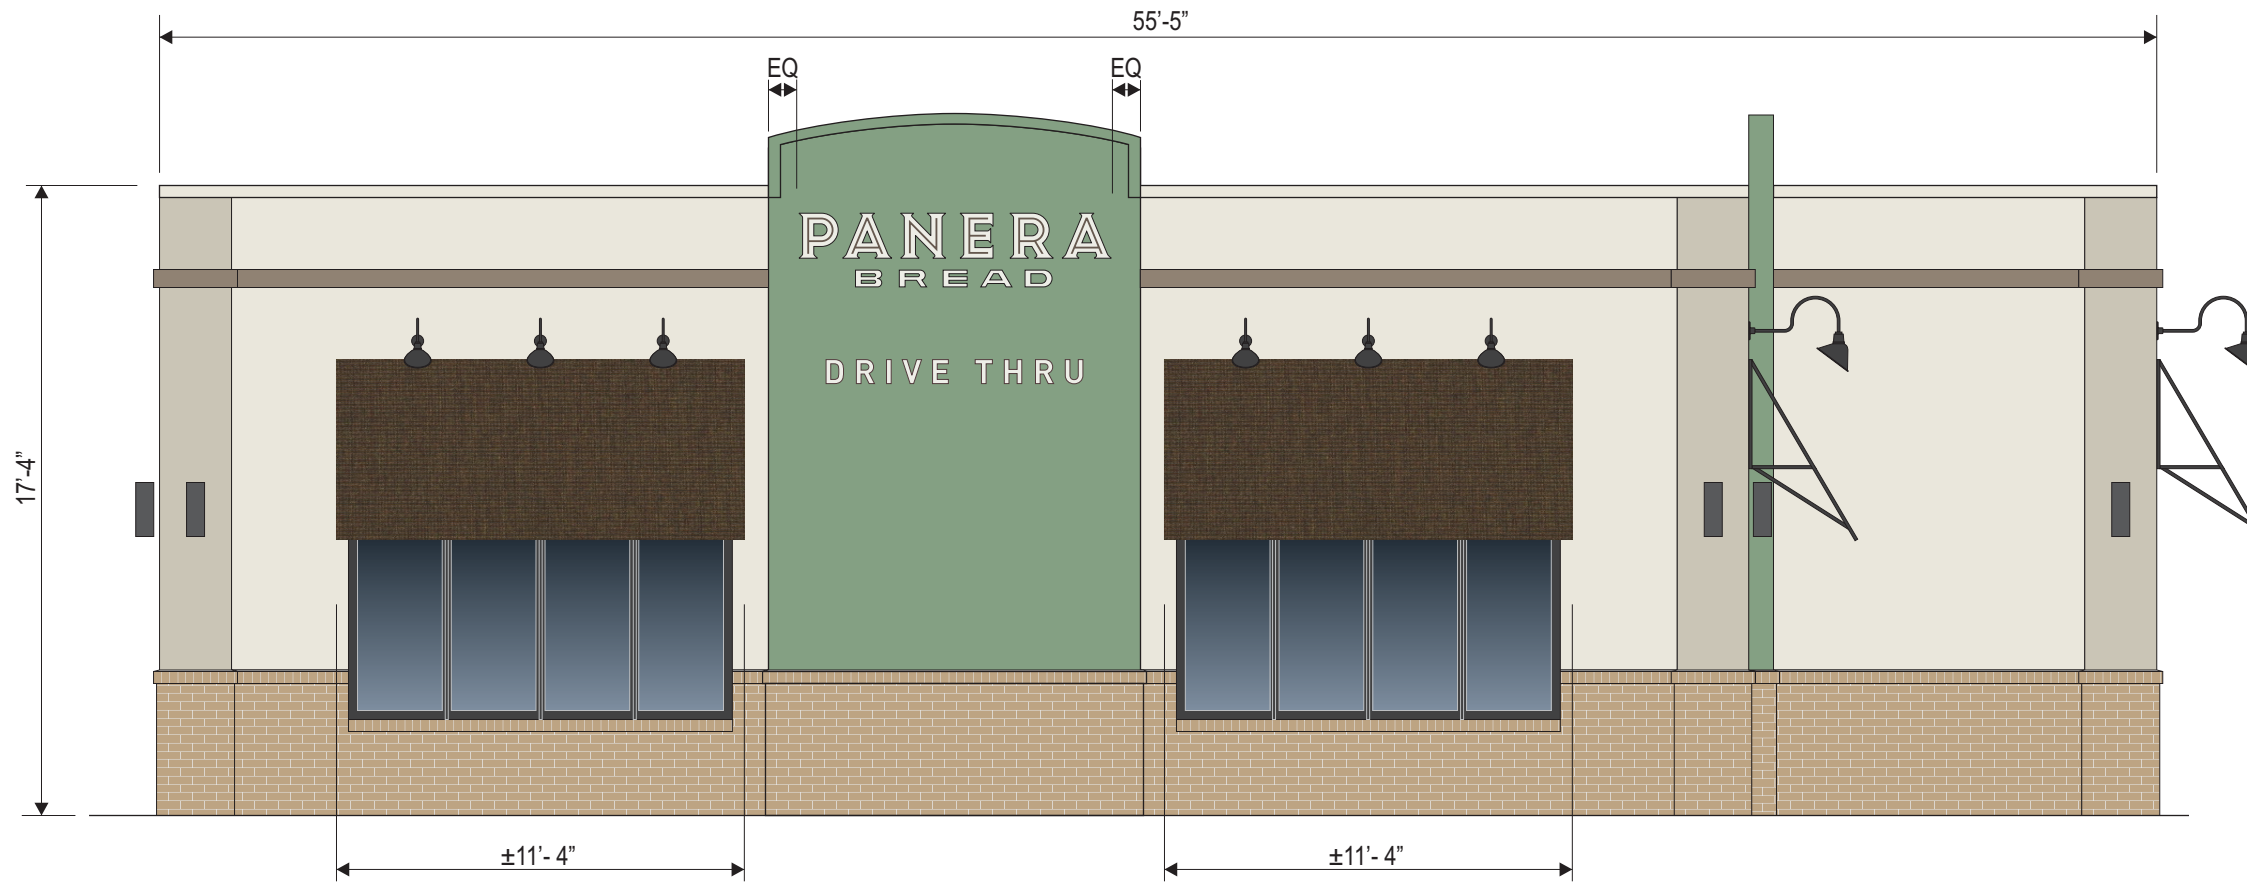 55’-5”
EQ
EQ
PANERA
BREAD
DRIVE THRU
17’-4”
±11’- 4”
±11’- 4”